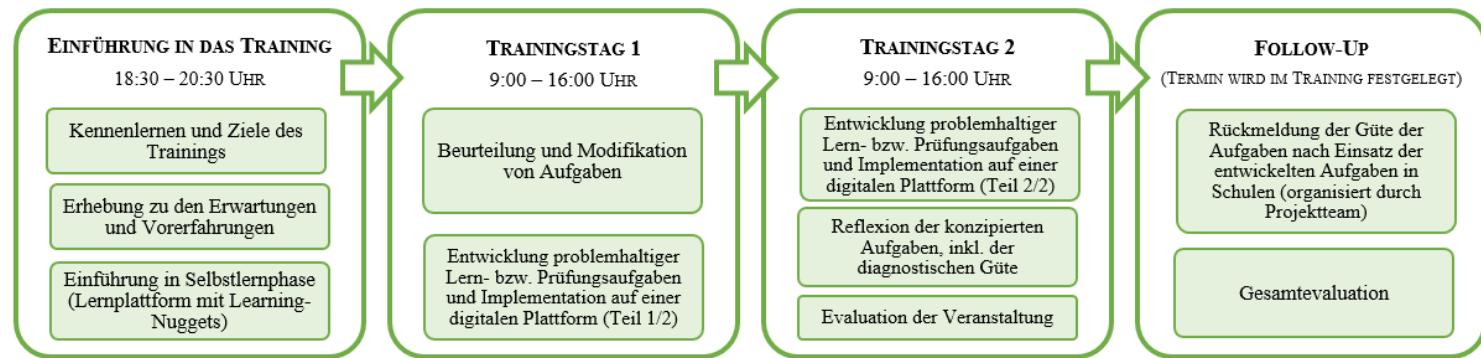 EINFÜHRUNG IN DAS TRAINING
18:30 – 20:30 UHR
Kennenlernen und Ziele des
Trainings
Erhebung zu den Erwartungen
und Vorerfahrungen
Einführung in Selbstlernphase
(Lernplattform mit Learning-
Nuggets)
TRAININGSTAG 1
9:00 – 16:00 UHR
Beurteilung und Modifikation
von Aufgaben
Entwicklung problemhaltiger
Lern- bzw. Prüfungsaufgaben
und Implementation auf einer
digitalen Plattform (Teil 1/2)
TRAININGSTAG 2
9:00 – 16:00 UHR
Entwicklung problemhaltiger
Lern- bzw. Prüfungsaufgaben
und Implementation auf einer
digitalen Plattform (Teil 2/2)
Reflexion der konzipierten
Aufgaben, inkl. der
diagnostischen Güte
Evaluation der Veranstaltung
FOLLOW-UP
(TERMIN WIRD IM TRAINING FESTGELEGT)
Rückmeldung der Güte der
Aufgaben nach Einsatz der
entwickelten Aufgaben in
Schulen (organisiert durch
Projektteam)
Gesamtevaluation